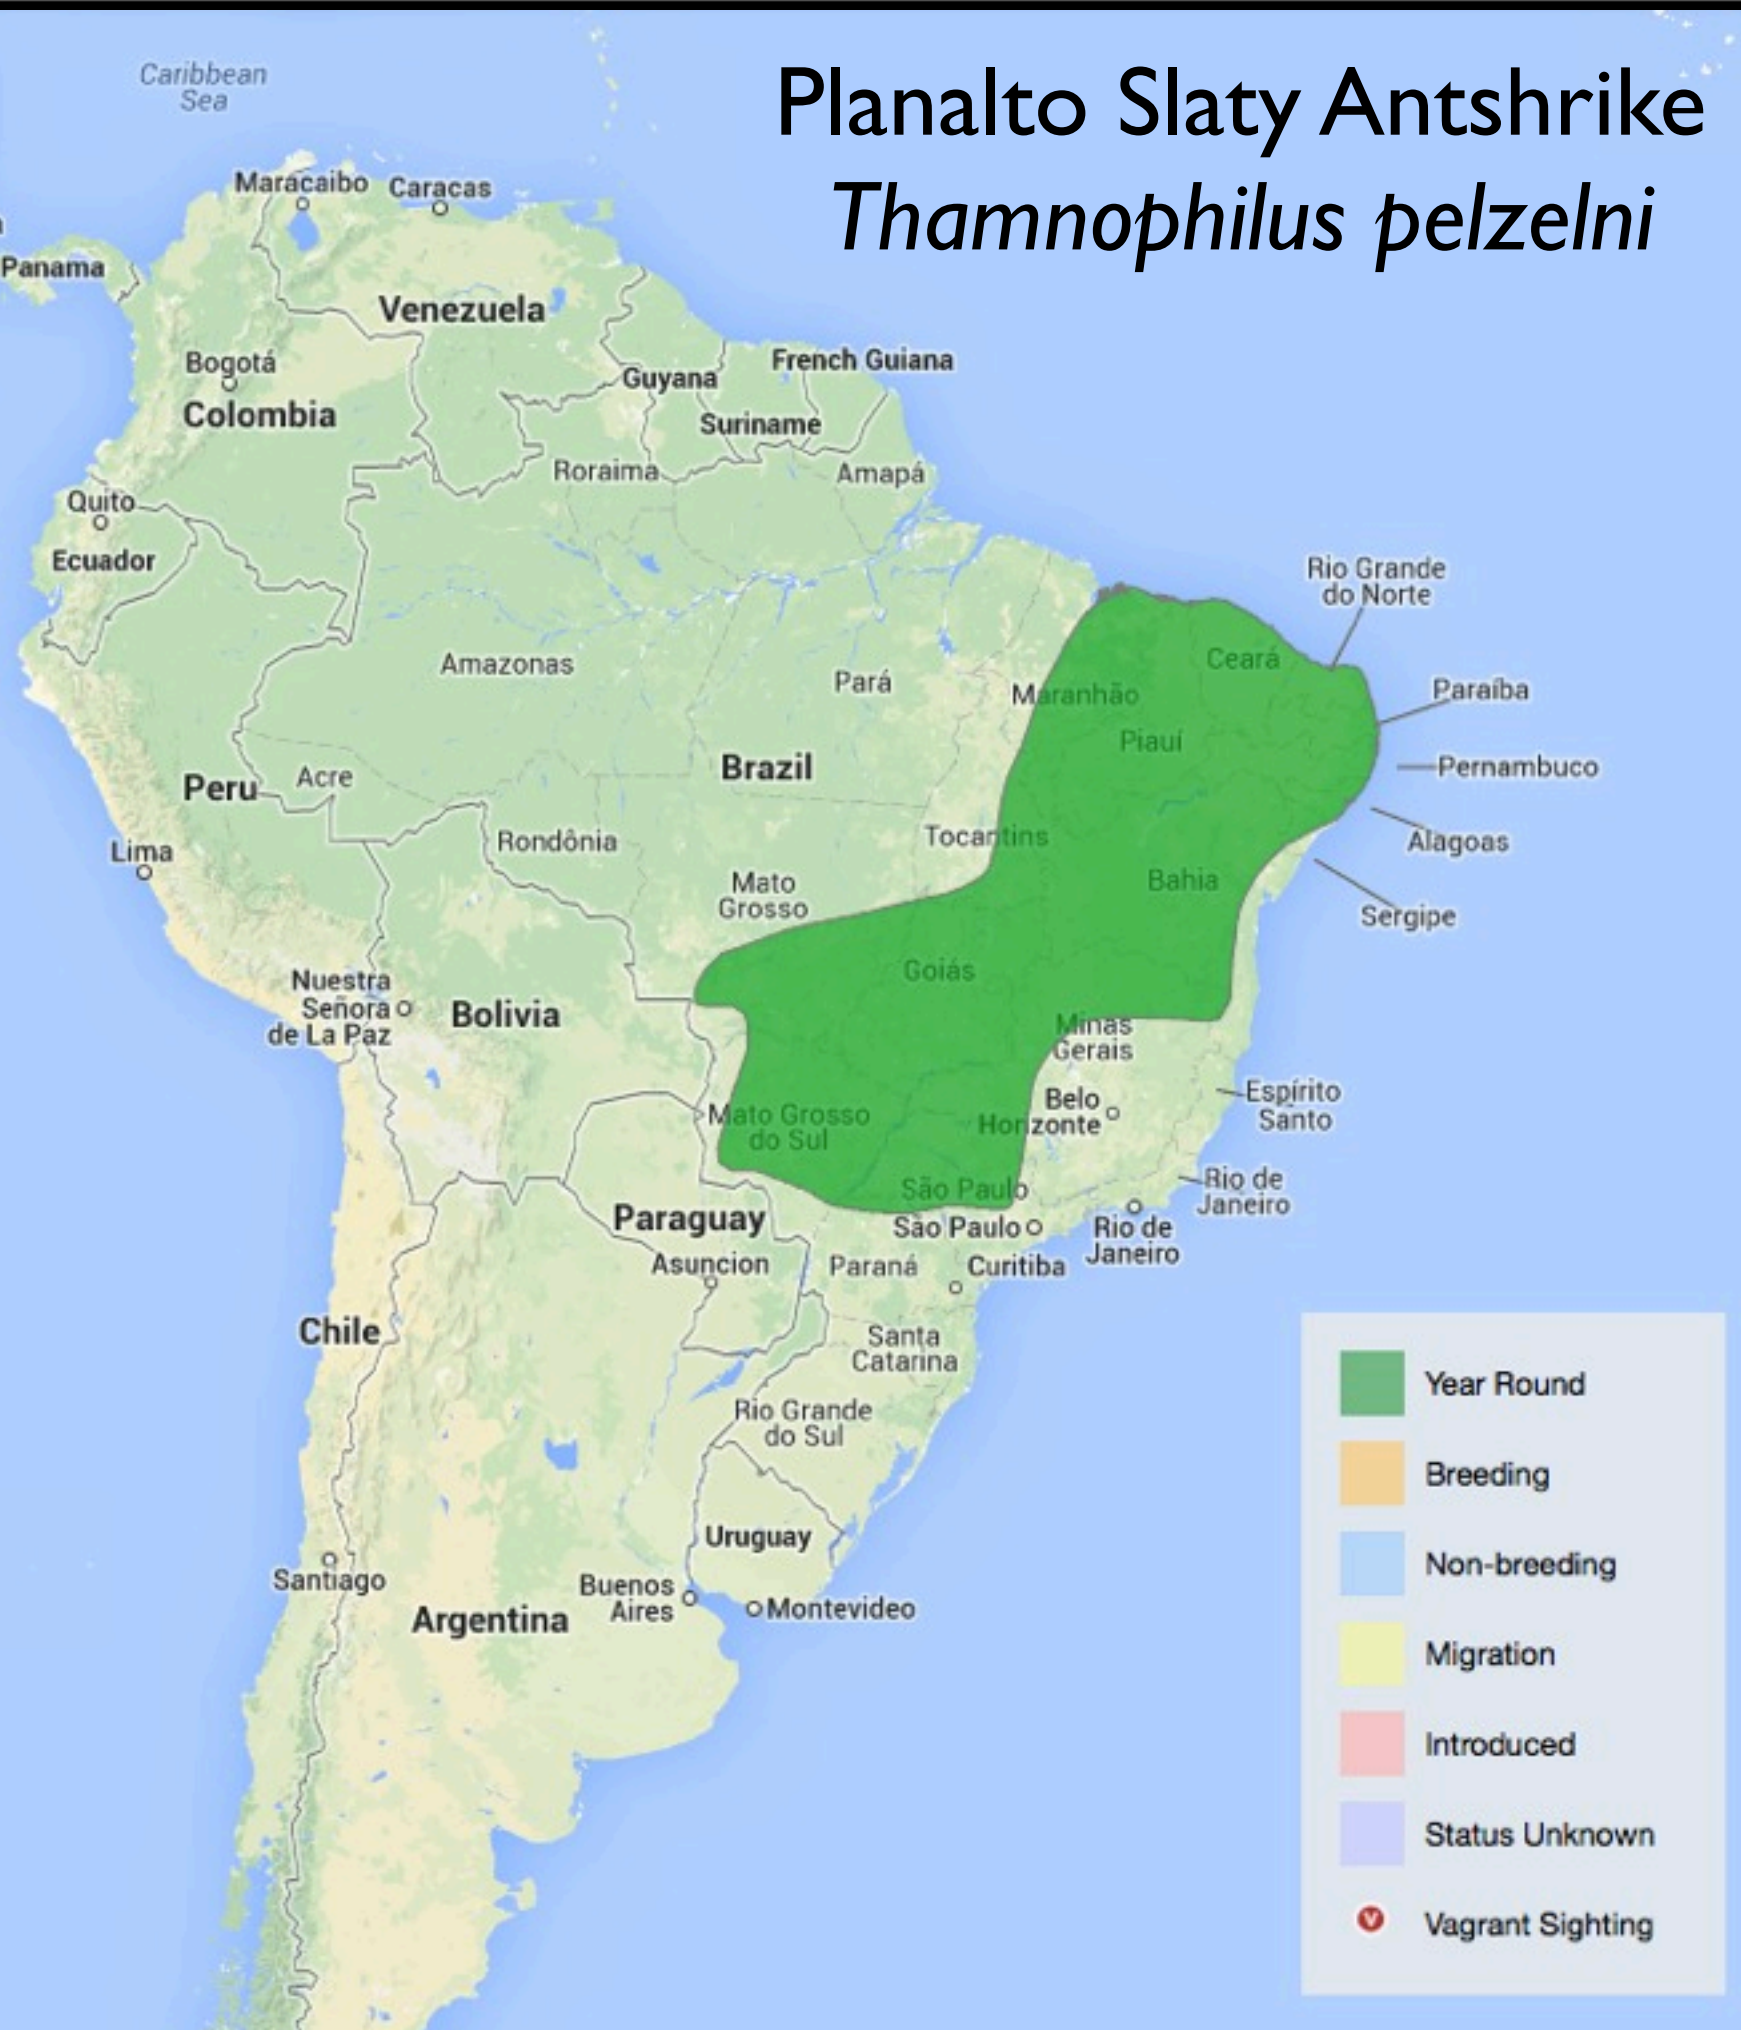 Planalto Slaty Antshrike
Thamnophilus pelzelni
Caribbean
Sea
Maracaibo
Caracas
Panama
Venezuela
Bogotá
Colombia
Guyana
French Guiana
Suriname
Roraima
Amapá
Quito
Ecuador
Rio Grande
do Norte
Amazonas
Pará
Maranhão
Ceará
Paraíba
Piauí
Brazil
Pernambuco
Peru
Acre
Rondônia
Tocantins
Alagoas
Lima
Mato
Grosso
Bahia
Sergipe
Goiás
Nuestra
Señora
de La Paz
Bolivia
Minas
Gerais
Belo
Horizonte
Espírito
Santo
Mato Grosso
do Sul
São Paulo
Rio de
Janeiro
Paraguay
São Paulo
Rio de
Janeiro
Asuncion
Paraná
Curitiba
Chile
Santa
Catarina
Rio Grande
do Sul
Uruguay
Santiago
Buenos
Aires
Montevideo
Argentina
Year Round
Breeding
Non-breeding
Migration
Introduced
Status Unknown
V
Vagrant Sighting